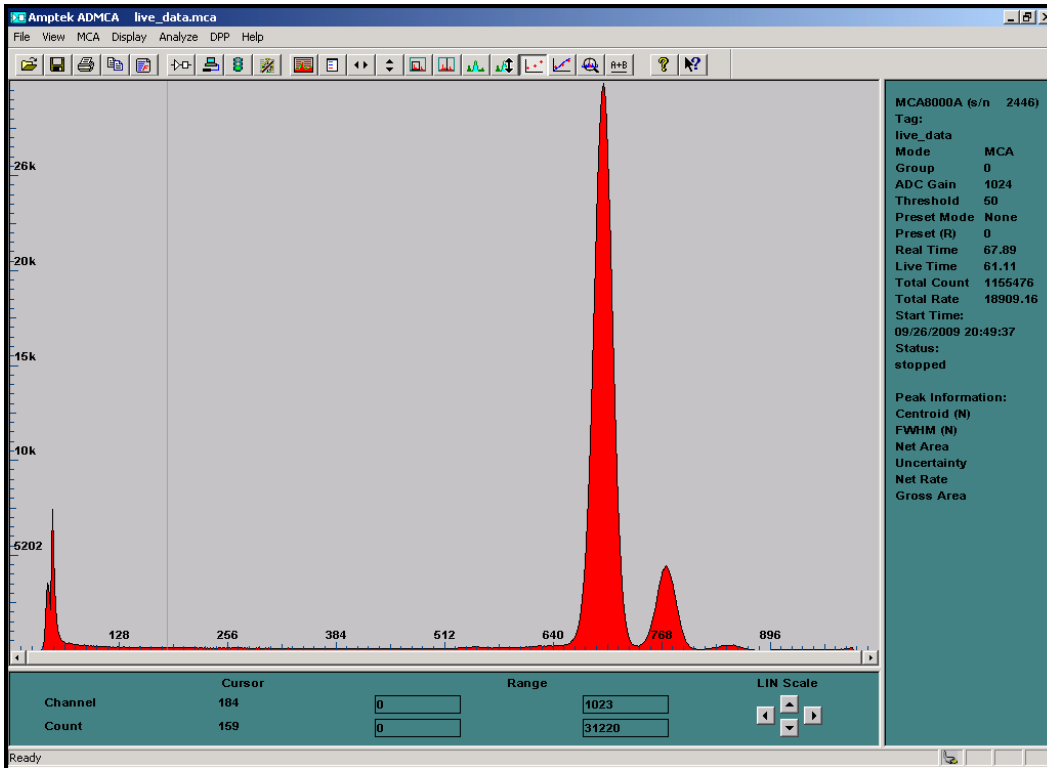 Amptek ADMCA live_data.mca
File View MCA Display Analyze DPP Help
A+B
26k
20k
15k
10k
5202
128 256 384 512 640 768 896
MCA8000A (s/n 2446)
Tag:
live_data
Mode MCA
Group 0
ADC Gain 1024
Threshold 50
Preset Mode None
Preset (R) 0
Real Time 67.89
Live Time 61.11
Total Count 1155476
Total Rate 18909.16
Start Time:
09/26/2009 20:49:37
Status:
stopped
Peak Information:
Centroid (N)
FWHM (N)
Net Area
Uncertainty
Net Rate
Gross Area
Cursor Range LIN Scale
Channel 184 0 1023
Count 159 0 31220
Ready